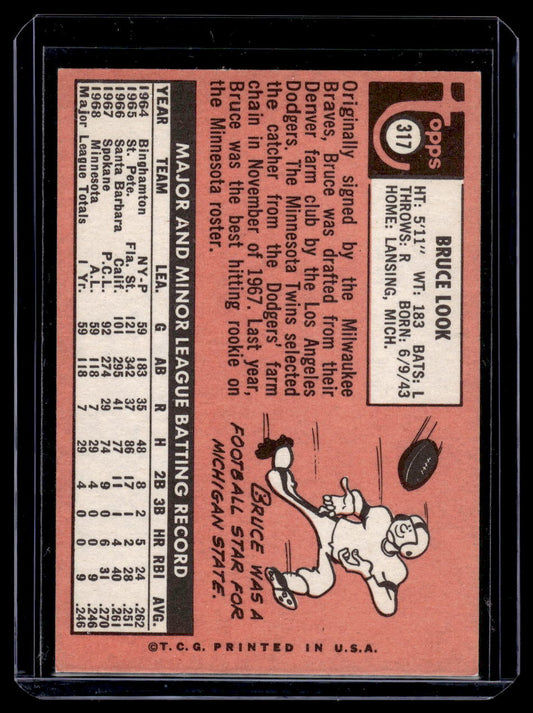 Topps
317
BRUCE LOOK
HT: 5'11" WT: 183 BATS: L
THROWS: R BORN: 6/9/43
HOME: LANSING, MICH.
Originally signed by the Milwaukee
Braves, Bruce was drafted from their
Denver farm club by the Los Angeles
Dodgers. The Minnesota Twins selected
the catcher from the Dodgers' farm
chain in November of 1967. Last year,
Bruce was the best hitting rookie on
the Minnesota roster.
BRUCE WAS A
FOOTBALL STAR FOR
MICHIGAN STATE.
MAJOR AND MINOR LEAGUE BATTING RECORD
YEAR TEAM LEA. G AB R H 2B 3B HR RBI AVG.
1964 Binghamton NY-P 59 183 35 48 8 2 5 24 .262
1965 St. Pete. Fla. St. 121 342 37 86 17 1 2 28 .251
1966 Santa Barbara Calif. 101 295 41 77 11 1 4 40 .261
1967 Spokane P.C.L. 92 274 29 74 9 0 6 31 .270
1968 Minnesota A.L. 59 118 7 29 4 0 0 9 .246
Major League Totals 1 Yr. 59 118 7 29 4 0 0 9 .246
©T.C.G. PRINTED IN U.S.A.